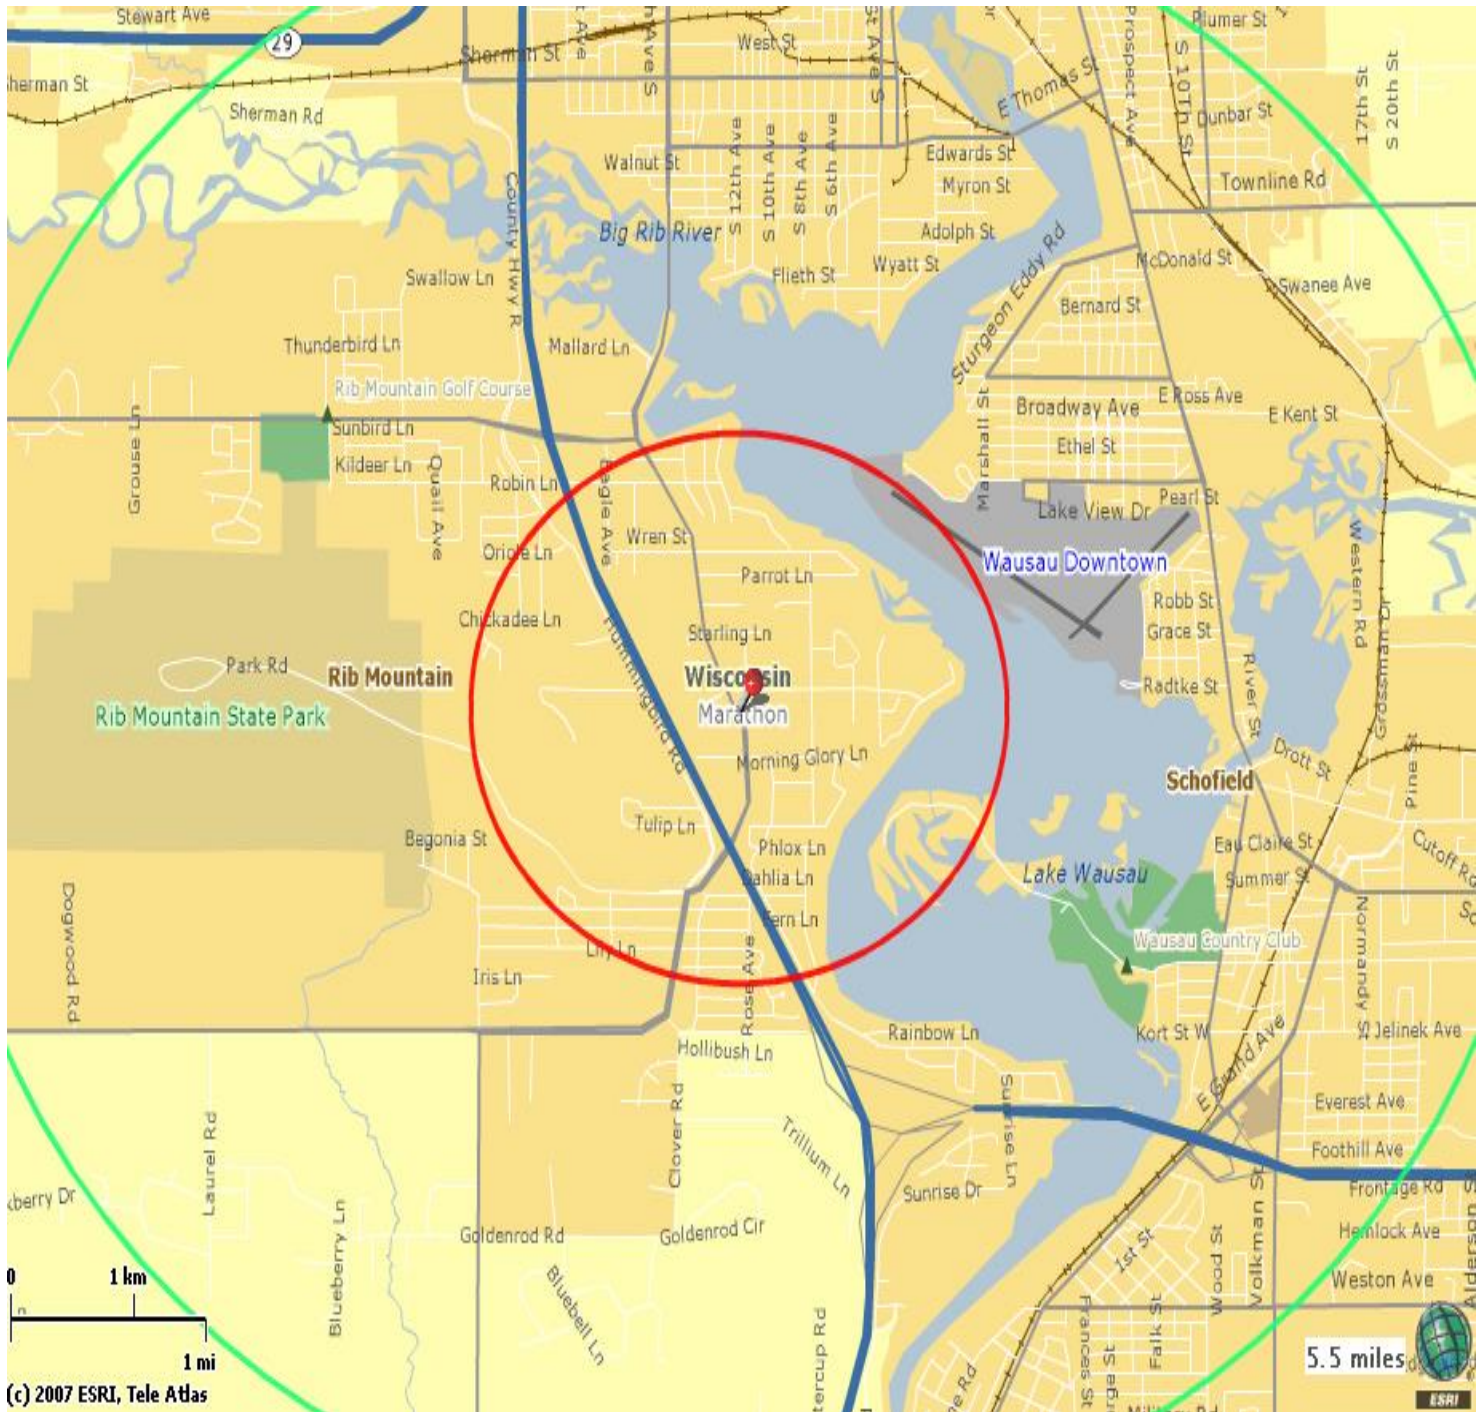 Stewart Ave
29
Sherman St
West St
Plumer St
Prospect Ave
S 10Th St
17th St
S 20th St
Sherman Rd
E Thomas St
Dunbar St
Walnut St
S 12th Ave
S 10th Ave
S 8th Ave
S 6th Ave
Edwards St
Myron St
Townline Rd
County Hwy R
Big Rib River
Adolph St
Wyatt St
Flieth St
Sturgeon Eddy Rd
McDonald St
Swanee Ave
Bernard St
Swallow Ln
Thunderbird Ln
Mallard Ln
Rib Mountain Golf Course
Sunbird Ln
Kildeer Ln
Grouse Ln
Quail Ave
Robin Ln
Eagle Ave
Marshall St
Broadway Ave
E Ross Ave
E Kent St
Ethel St
Pearl St
Lake View Dr
Wren St
Oriole Ln
Parrot Ln
Wausau Downtown
Western Rd
Chickadee Ln
Starling Ln
Robb St
Grace St
Hummingbird Rd
Park Rd
Rib Mountain
Wisconsin
Marathon
Radtke St
River St
Grossman Dr
Rib Mountain State Park
Morning Glory Ln
Drott St
Pine St
Schofield
Begonia St
Tulip Ln
Phlox Ln
Dahlia Ln
Fern Ln
Lake Wausau
Eau Claire St
Summer St
Cutoff Rd
Dogwood Rd
Normandy St
Lily Ln
Iris Ln
Rose Ave
Wausau Country Club
Hollibush Ln
Rainbow Ln
Kort St W
Jelinek Ave
E Grand Ave
Laurel Rd
Clover Rd
Trillium Ln
Sunrise Ln
Everest Ave
Foothill Ave
Frontage Rd
Sunrise Dr
Blueberry Ln
Goldenrod Rd
Goldenrod Cir
1st St
Wood St
Volkman St
Hemlock Ave
Weston Ave
Alderson St
Bluebell Ln
Frances St
Falk St
0
1 km
1 mi
5.5 miles
(c) 2007 ESRI, Tele Atlas
ESRI